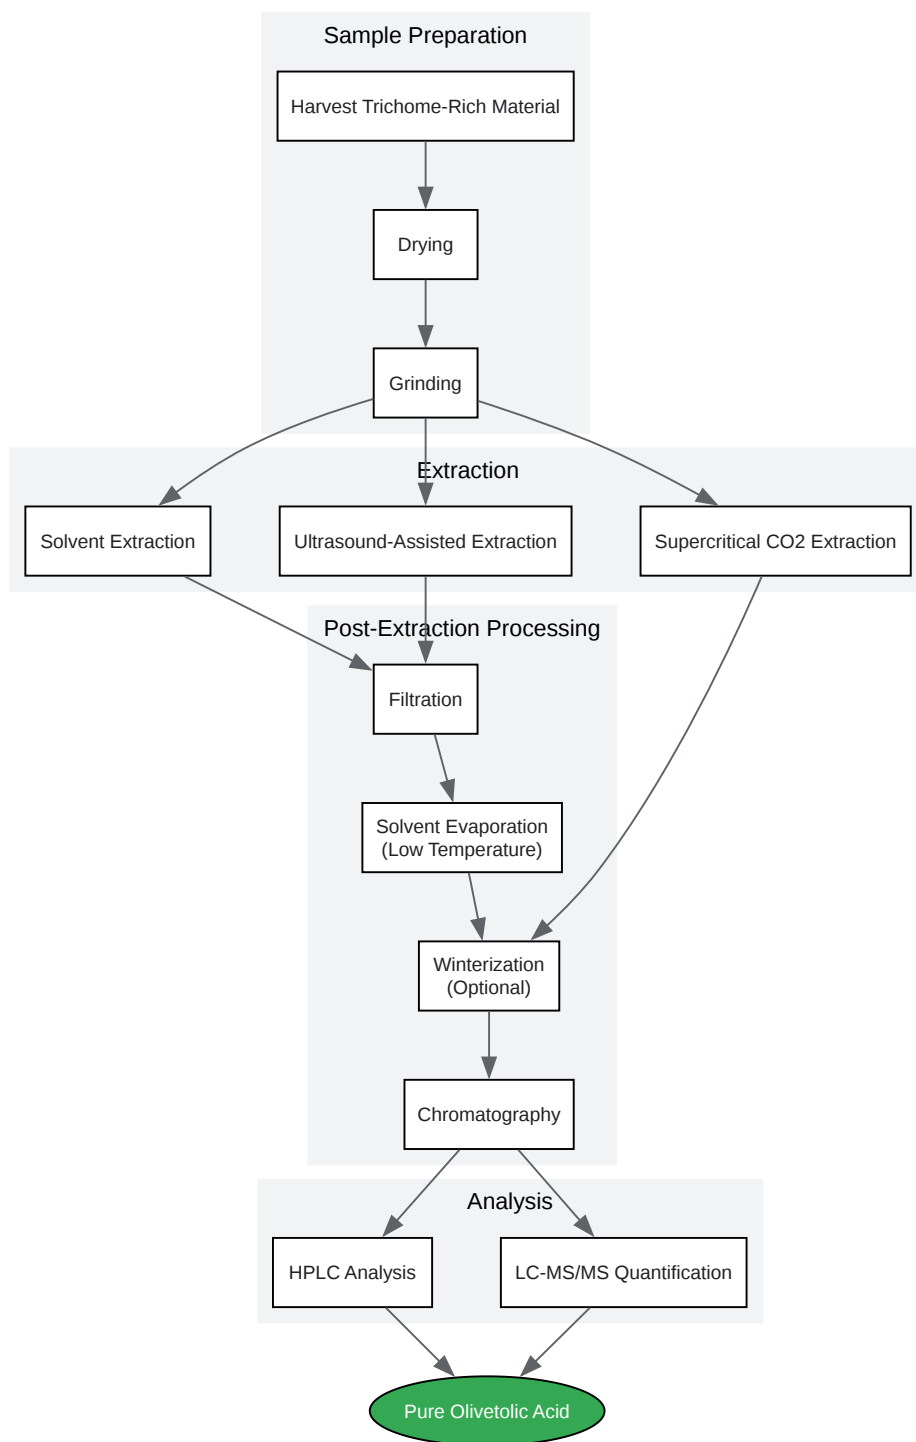 Sample Preparation
Harvest Trichome-Rich Material
Drying
Grinding
Extraction
Solvent Extraction
Ultrasound-Assisted Extraction
Supercritical CO2 Extraction
Post-Extraction Processing
Filtration
Solvent Evaporation
(Low Temperature)
Winterization
(Optional)
Chromatography
Analysis
HPLC Analysis
LC-MS/MS Quantification
Pure Olivetolic Acid